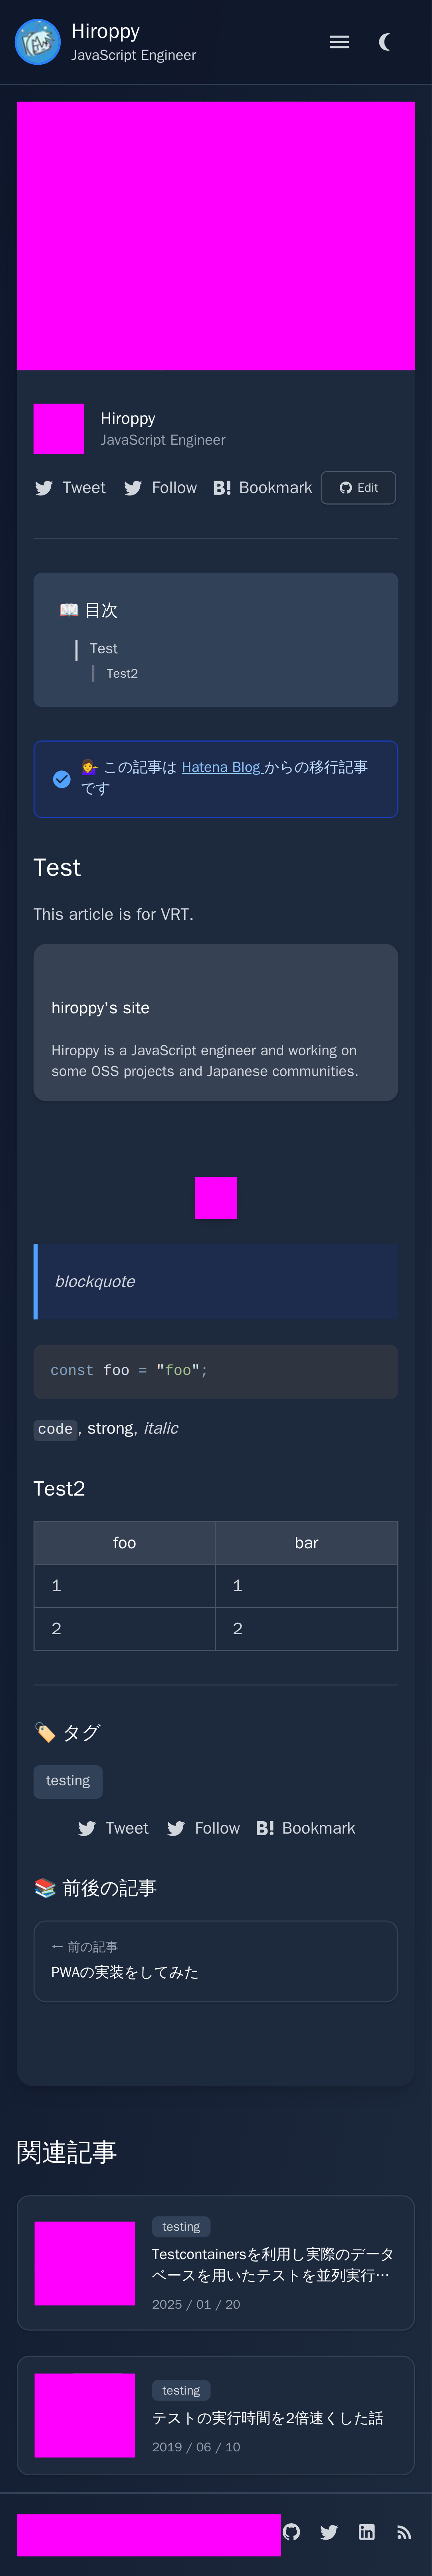 Hiroppy
JavaScript Engineer
Hiroppy
JavaScript Engineer
Tweet Follow B! Bookmark Edit
📖 目次
Test
Test2
💁‍♀️ この記事は Hatena Blog からの移行記事
です
Test
This article is for VRT.
hiroppy's site
Hiroppy is a JavaScript engineer and working on
some OSS projects and Japanese communities.
blockquote
const foo = "foo";
code, strong, italic
Test2
foo bar
1 1
2 2
🏷️ タグ
testing
Tweet Follow B! Bookmark
📚 前後の記事
← 前の記事
PWAの実装をしてみた
関連記事
testing
Testcontainersを利用し実際のデータ
ベースを用いたテストを並列実行…
2025 / 01 / 20
testing
テストの実行時間を2倍速くした話
2019 / 06 / 10